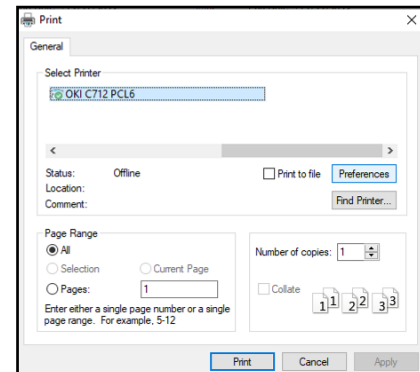 Print
General
Select Printer
OKI C712 PCL6
Status: Offline
Print to file Preferences
Location:
Comment:
Find Printer...
Page Range
All
Selection Current Page
Pages: 1
Enter either a single page number or a single
page range. For example, 5-12
Number of copies: 1
Collate
1 1 2 2 3 3
Print Cancel Apply